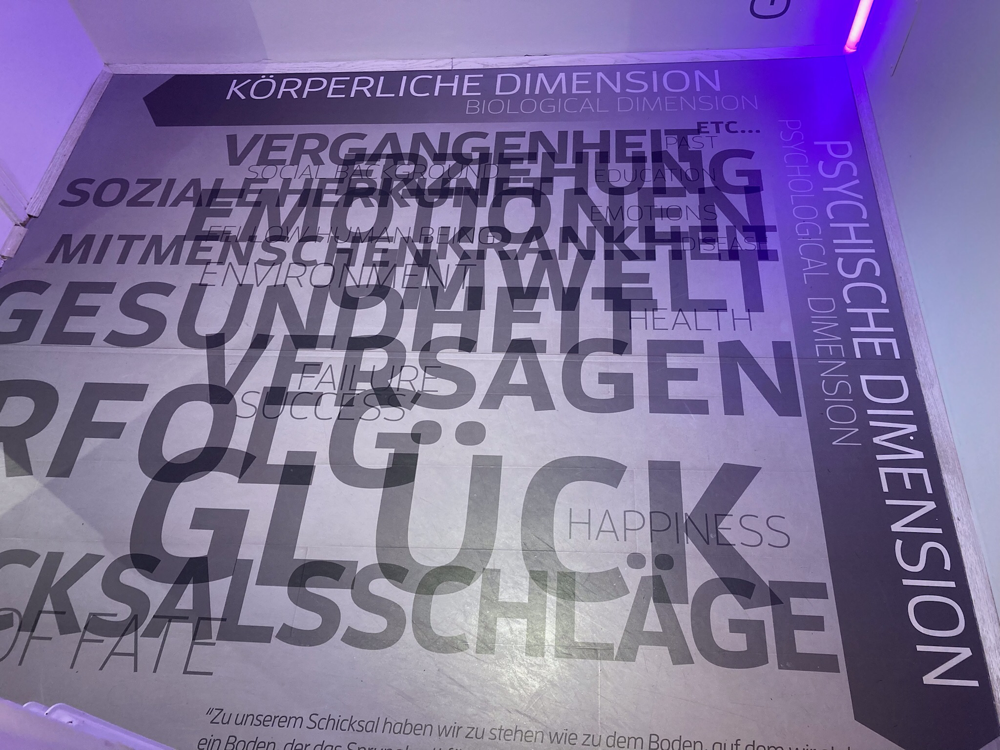 KÖRPERLICHE DIMENSION
BIOLOGICAL DIMENSION
ETC...
VERGANGENHEIT
PAST
ERZIEHUNG
SOCIAL BACKGROUND
EDUCATION
SOZIALE HERKUNFT
EMOTIONEN
EMOTIONS
FELLOW HUMAN BEING
MITMENSCHEN
KRANKHEIT
DISEASE
ENVIRONMENT
UMWELT
GESUNDHEIT
HEALTH
VERSAGEN
FAILURE
SUCCESS
RFOLG
GLÜCK
HAPPINESS
CKSALSSCHLÄGE
OF FATE
"Zu unserem Schicksal haben wir zu stehen wie zu dem Boden, auf dem wir
ein Boden, der das
PSYCHISCHE DIMENSION
PSYCHOLOGICAL DIMENSION
G